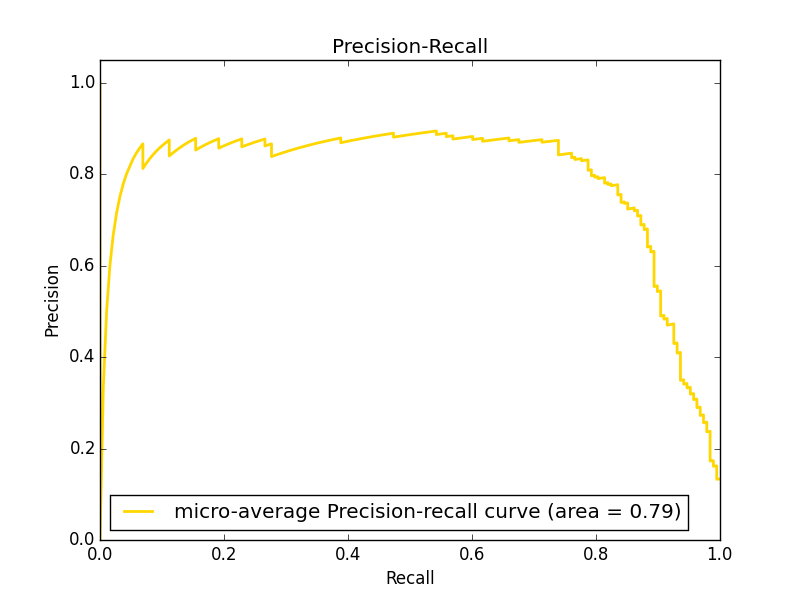 Precision-Recall
1.0
0.8
0.6
0.4
0.2
0.0
Precision
micro-average Precision-recall curve (area = 0.79)
0.0 0.2 0.4 0.6 0.8 1.0
Recall